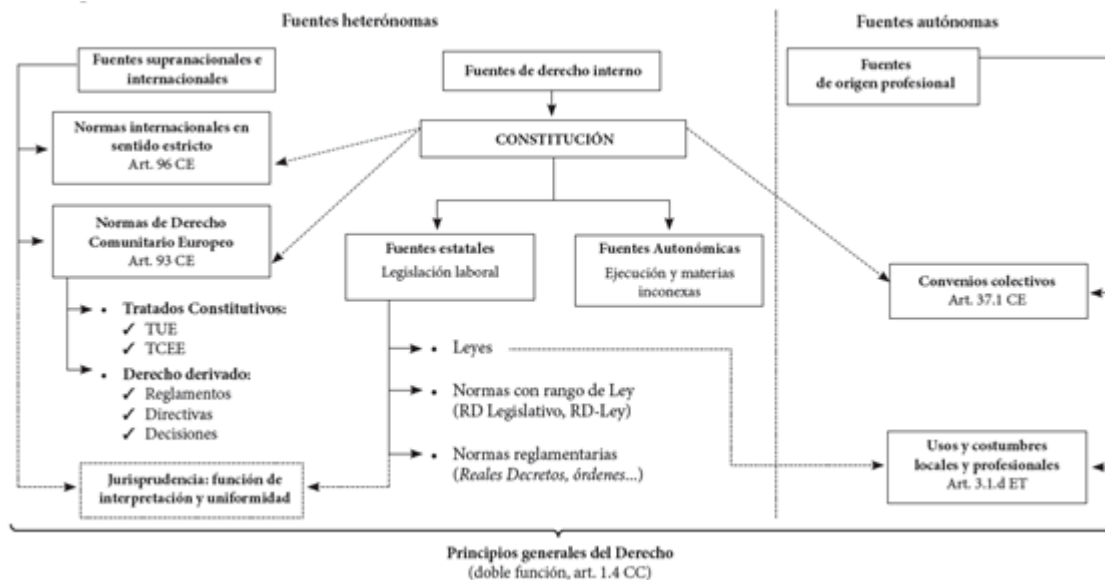 Fuentes heterónomas
Fuentes autónomas
Fuentes supranacionales e
internacionales
Fuentes de derecho interno
Fuentes
de origen profesional
Normas internacionales en
sentido estricto
Art. 96 CE
CONSTITUCIÓN
Normas de Derecho
Comunitario Europeo
Art. 93 CE
Fuentes estatales
Legislación laboral
Fuentes Autonómicas
Ejecución y materias
inconexas
Convenios colectivos
Art. 37.1 CE
• Tratados Constitutivos:
✓ TUE
✓ TCEE
• Derecho derivado:
✓ Reglamentos
✓ Directivas
✓ Decisiones
• Leyes
• Normas con rango de Ley
(RD Legislativo, RD-Ley)
• Normas reglamentarias
(Reales Decretos, órdenes...)
Usos y costumbres
locales y profesionales
Art. 3.1.d ET
Jurisprudencia: función de
interpretación y uniformidad
Principios generales del Derecho
(doble función, art. 1.4 CC)